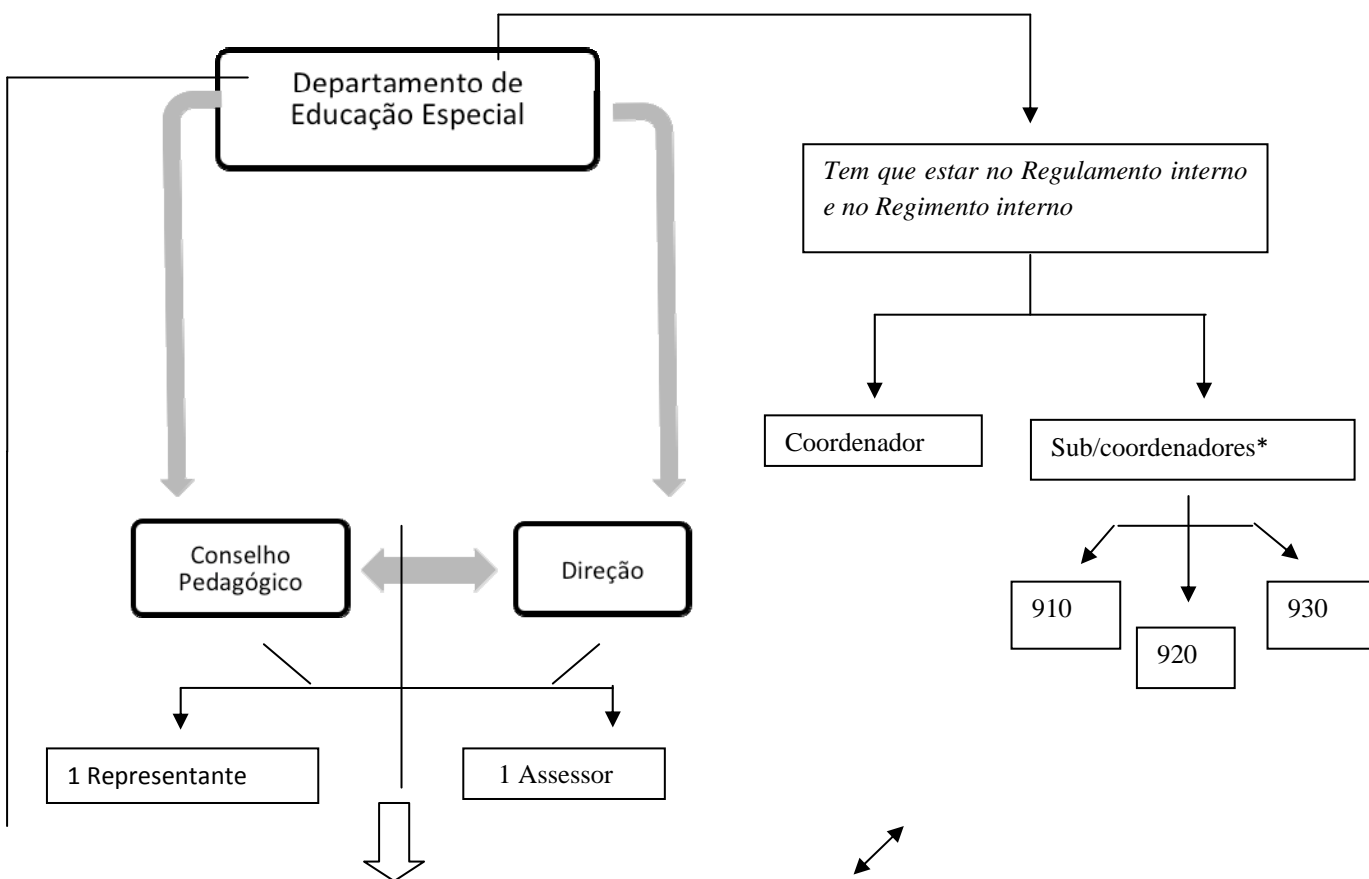 Departamento de
Educação Especial
Tem que estar no Regulamento interno
e no Regimento interno
Coordenador
Sub/coordenadores*
Conselho
Pedagógico
Direção
910
920
930
1 Representante
1 Assessor